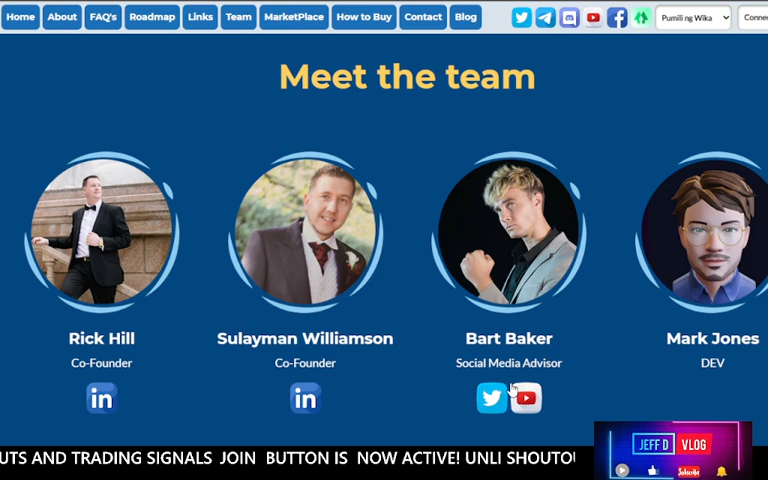 Home About FAQ's Roadmap Links Team MarketPlace How to Buy Contact Blog Pumili ng Wika
Meet the team
Rick Hill Sulayman Williamson Bart Baker Mark Jones
Co-Founder Co-Founder Social Media Advisor DEV
JEFF D VLOG
AND TRADING SIGNALS JOIN BUTTON IS NOW ACTIVE! UNLI
Subscribe